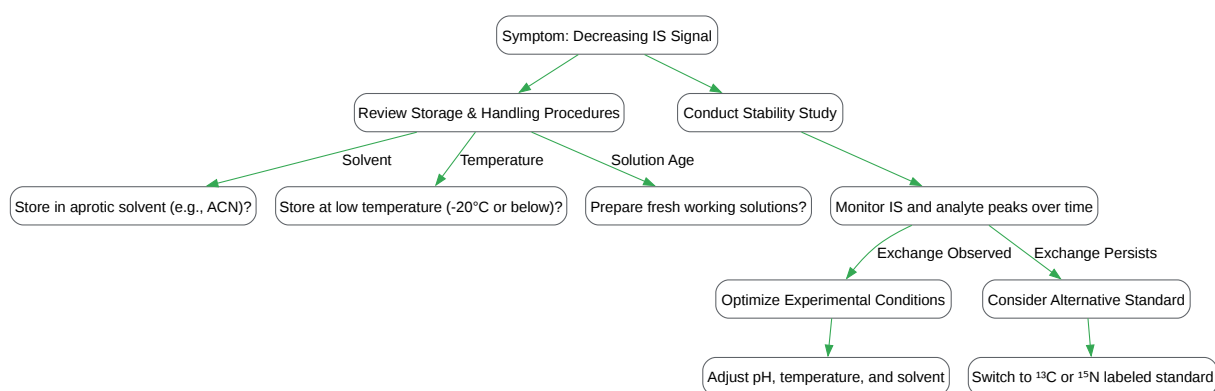 Symptom: Decreasing IS Signal
Review Storage & Handling Procedures
Conduct Stability Study
Solvent
Temperature
Solution Age
Store in aprotic solvent (e.g., ACN)?
Store at low temperature (-20°C or below)?
Prepare fresh working solutions?
Monitor IS and analyte peaks over time
Exchange Observed
Exchange Persists
Optimize Experimental Conditions
Consider Alternative Standard
Adjust pH, temperature, and solvent
Switch to ¹³C or ¹⁵N labeled standard